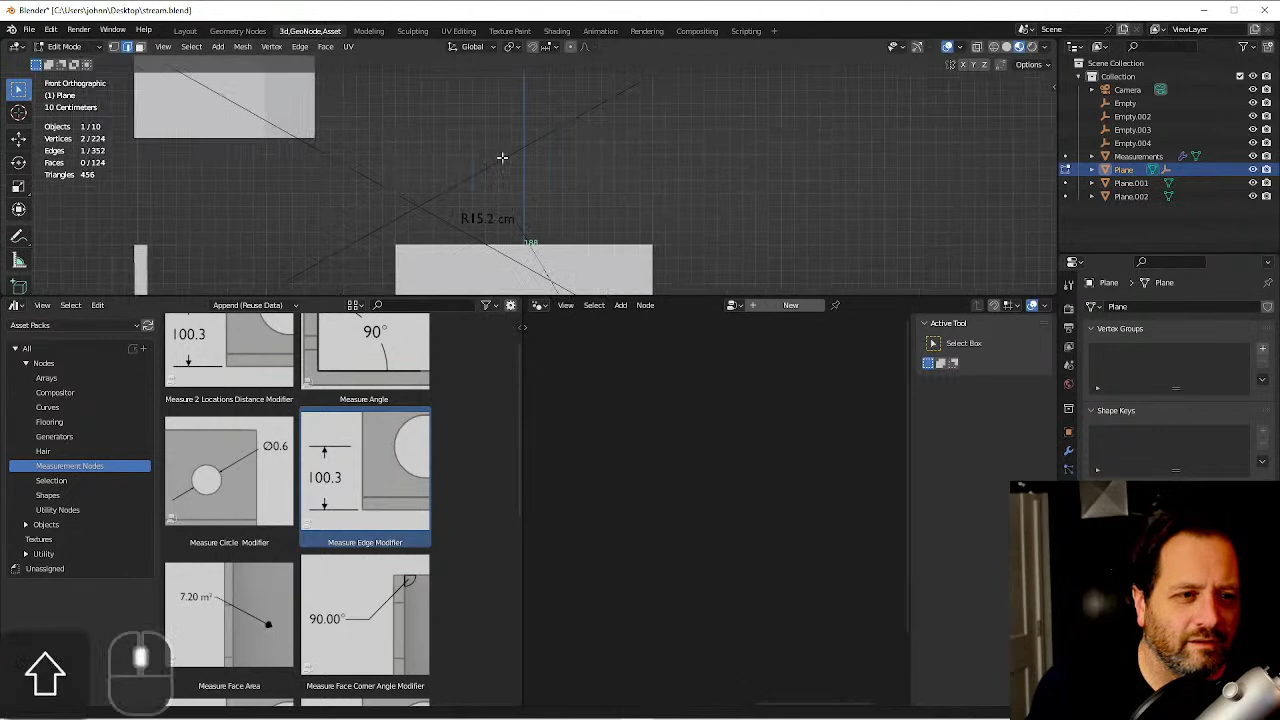 Blender* [C:\Users\johnn\Desktop\stream.blend]
File Edit Render Window Help Layout 3d,GeoNode,Asset Modeling Sculpting UV Editing Texture Paint Shading Animation Rendering Compositing Scripting + Scene ViewLayer
Edit Mode View Select Add Mesh Vertex Edge Face UV Global
X Y Z Options
Front Orthographic
(1) Plane
10 Centimeters
Objects 1/10
Vertices 2/224
Edges 1/352
Faces 0/124
Triangles 456
R15.2 cm
188
Scene Collection
Collection
Camera
Empty
Empty.002
Empty.003
Empty.004
Measurements
Plane
Plane.001
Plane.002
Plane Plane
Plane
Vertex Groups
Shape Keys
View Select Edit Append (Reuse Data)
View Select Add Node New
Asset Packs
All
Nodes
Arrays
Compositor
Curves
Flooring
Generators
Hair
Measurement Nodes
Selection
Shapes
Utility Nodes
Objects
Textures
Utility
Unassigned
100.3
90°
Measure 2 Locations Distance Modifier
Measure Angle
Ø0.6
100.3
Measure Circle Modifier
Measure Edge Modifier
7.20 m²
90.00°
Measure Face Area
Measure Face Corner Angle Modifier
Active Tool
Select Box